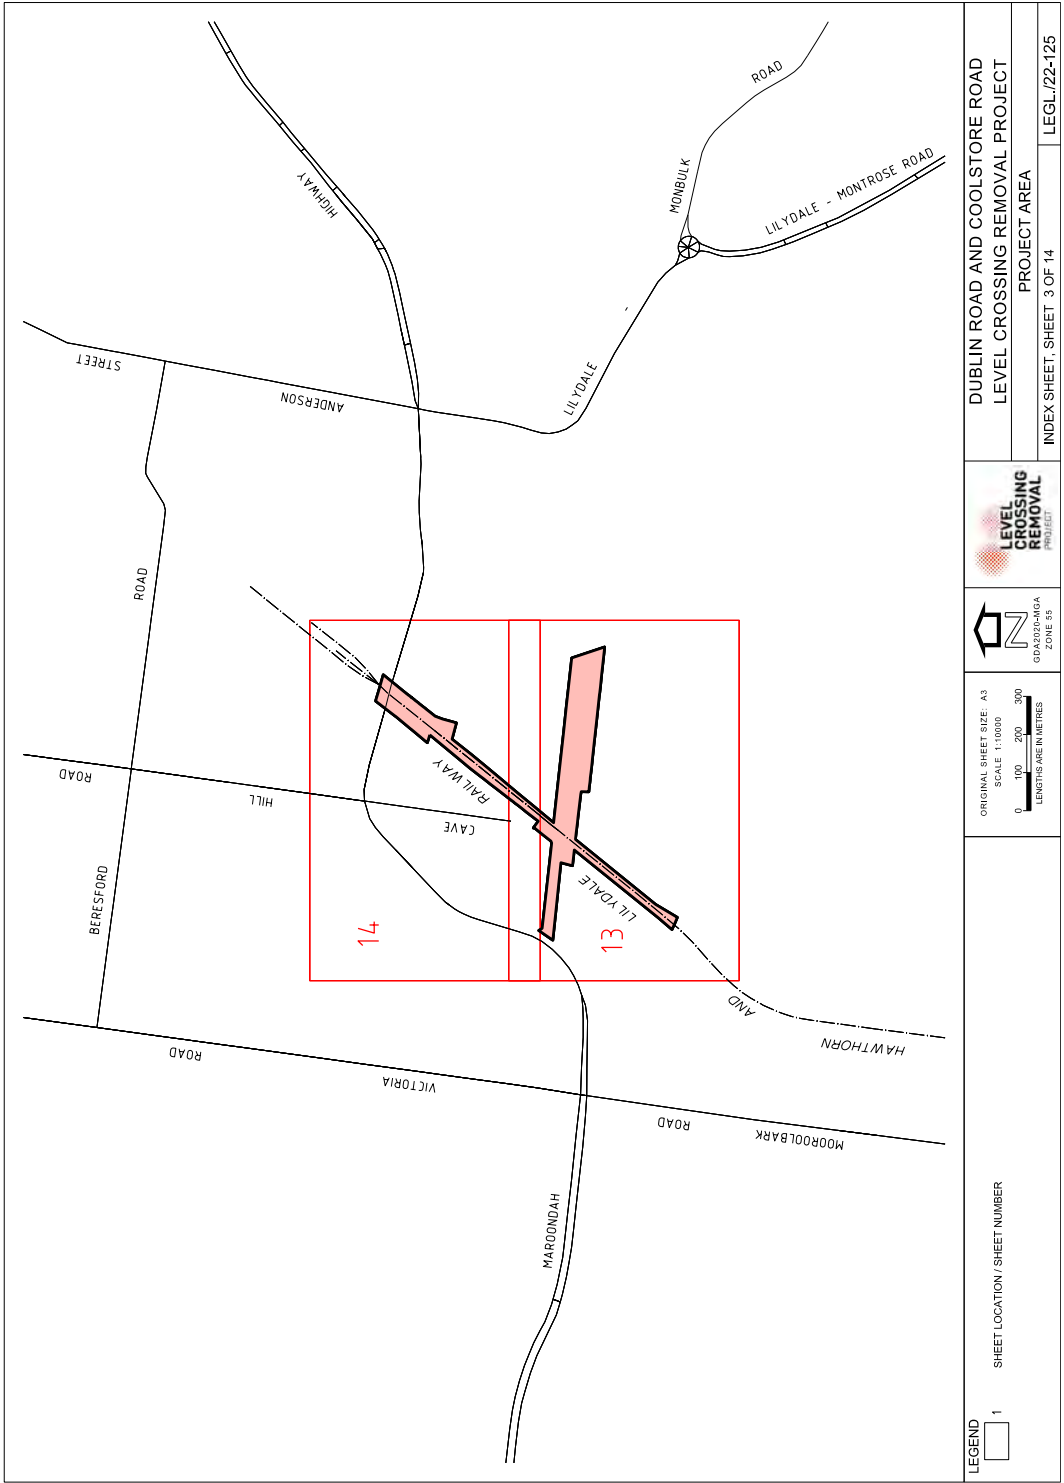 HIGHWAY
ROAD
MONBULK
LILYDALE - MONTROSE ROAD
LILYDALE
STREET
ANDERSON
ROAD
BERESFORD
ROAD
HILL
CAVE
RAILWAY
LILYDALE
AND
HAWTHORN
14
13
ROAD
VICTORIA
ROAD
MOOROOLBARK
MAROONDAH
LEGEND
1
SHEET LOCATION / SHEET NUMBER
ORIGINAL SHEET SIZE: A3
SCALE 1:10000
0 100 200 300
LENGTHS ARE IN METRES
N
GDA2020-MGA
ZONE 55
LEVEL
CROSSING
REMOVAL
PROJECT
DUBLIN ROAD AND COOLSTORE ROAD
LEVEL CROSSING REMOVAL PROJECT
PROJECT AREA
INDEX SHEET, SHEET 3 OF 14
LEGL./22-125